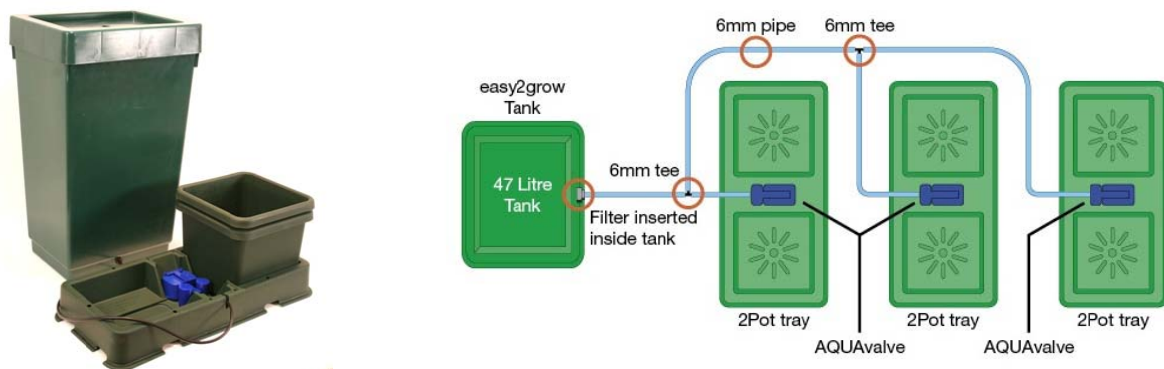 6mm pipe
6mm tee
easy2grow
Tank
47 Litre
Tank
6mm tee
Filter inserted
inside tank
2Pot tray
2Pot tray
2Pot tray
AQUAvalve
AQUAvalve